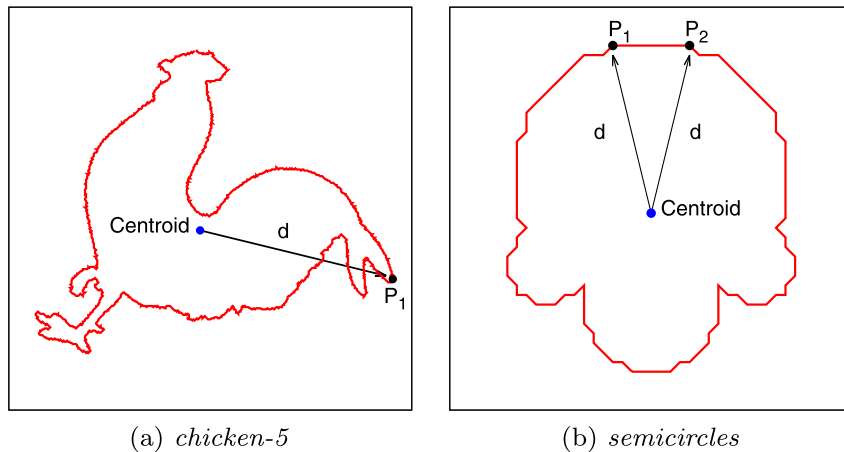 Centroid
d
P1
(a) chicken-5
P1 P2
d d
Centroid
(b) semicircles